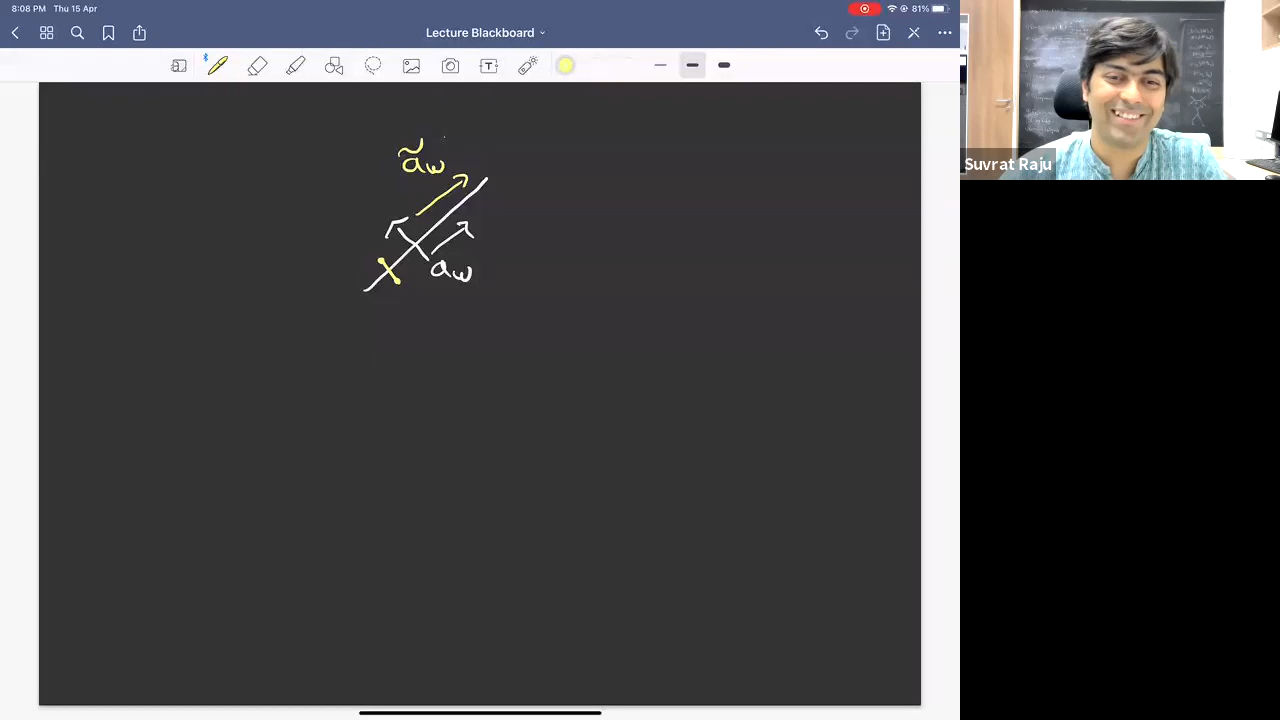 8:08 PM Thu 15 Apr
81%
Lecture Blackboard
T
ãω
aω
Suvrat Raju